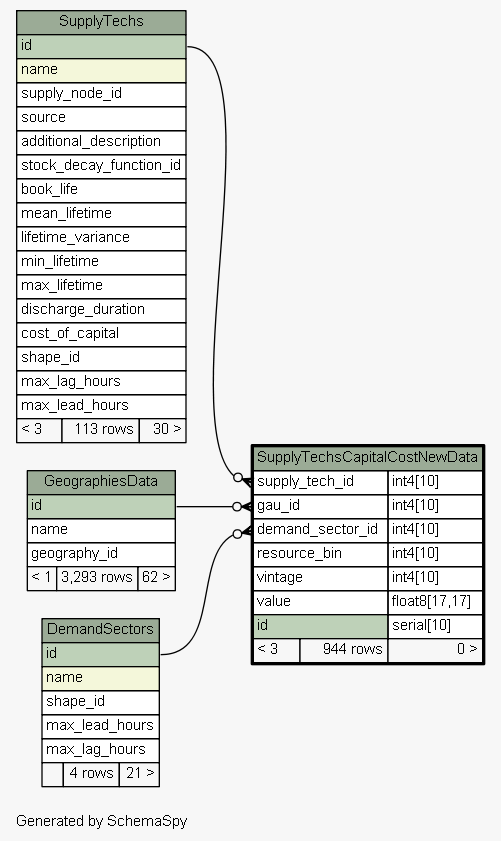 SupplyTechs
id
name
supply_node_id
source
additional_description
stock_decay_function_id
book_life
mean_lifetime
lifetime_variance
min_lifetime
max_lifetime
discharge_duration
cost_of_capital
shape_id
max_lag_hours
max_lead_hours
< 3 113 rows 30 >
SupplyTechsCapitalCostNewData
supply_tech_id int4[10]
gau_id int4[10]
demand_sector_id int4[10]
resource_bin int4[10]
vintage int4[10]
value float8[17,17]
id serial[10]
< 3 944 rows 0 >
GeographiesData
id
name
geography_id
< 1 3,293 rows 62 >
DemandSectors
id
name
shape_id
max_lead_hours
max_lag_hours
4 rows 21 >
Generated by SchemaSpy